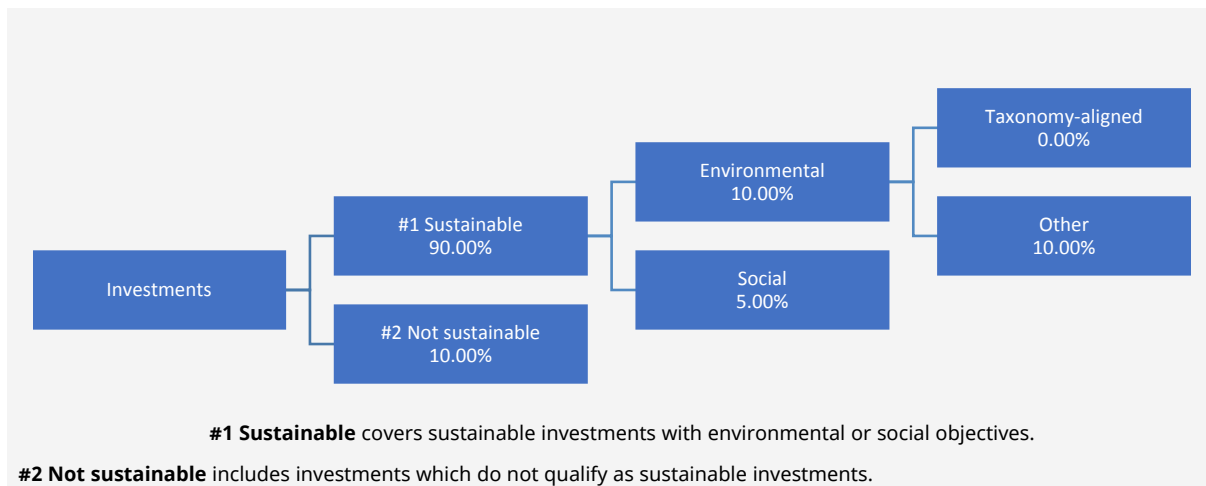 Investments
#1 Sustainable
90.00%
#2 Not sustainable
10.00%
Environmental
10.00%
Social
5.00%
Taxonomy-aligned
0.00%
Other
10.00%
#1 Sustainable covers sustainable investments with environmental or social objectives.
#2 Not sustainable includes investments which do not qualify as sustainable investments.